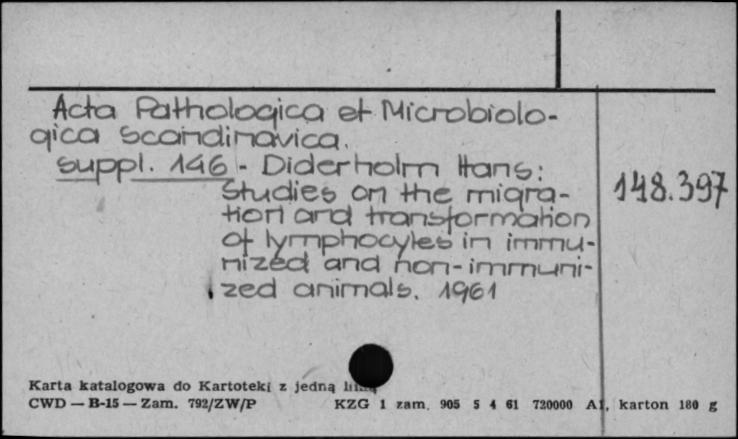 Acta Pathologica et Microbiolo-
gica scandinavica.
suppl. 146 - Diderholm Hans:
Studies on the migra-
tion and transformation
of lymphocytes in immu-
nized and non-immuni-
zed animals. 1961
148.397
Karta katalogowa do Kartoteki z jedną
CWD — B-15 — Zam. 792/ZW/P KZG 1 zam. 905 5 4 61 720000 A1, karton 180 g